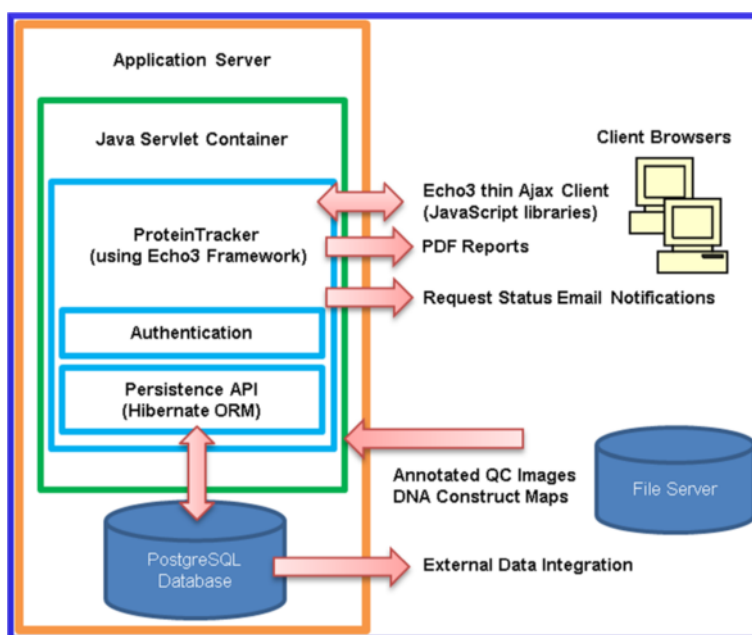 Application Server
Java Servlet Container
ProteinTracker
(using Echo3 Framework)
Authentication
Persistence API
(Hibernate ORM)
PostgreSQL
Database
Client Browsers
Echo3 thin Ajax Client
(JavaScript libraries)
PDF Reports
Request Status Email Notifications
Annotated QC Images
DNA Construct Maps
File Server
External Data Integration